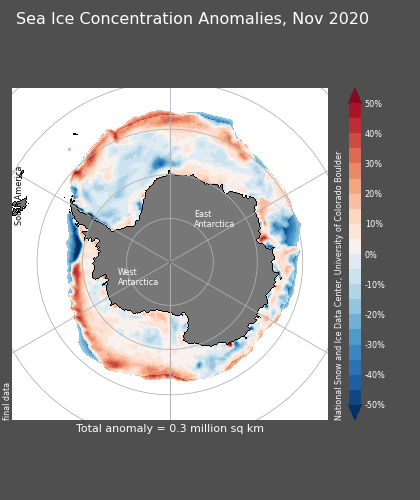 Sea Ice Concentration Anomalies, Nov 2020
South America
East
Antarctica
West
Antarctica
final data
50%
40%
30%
20%
10%
0%
-10%
-20%
-30%
-40%
-50%
National Snow and Ice Data Center, University of Colorado Boulder
Total anomaly = 0.3 million sq km